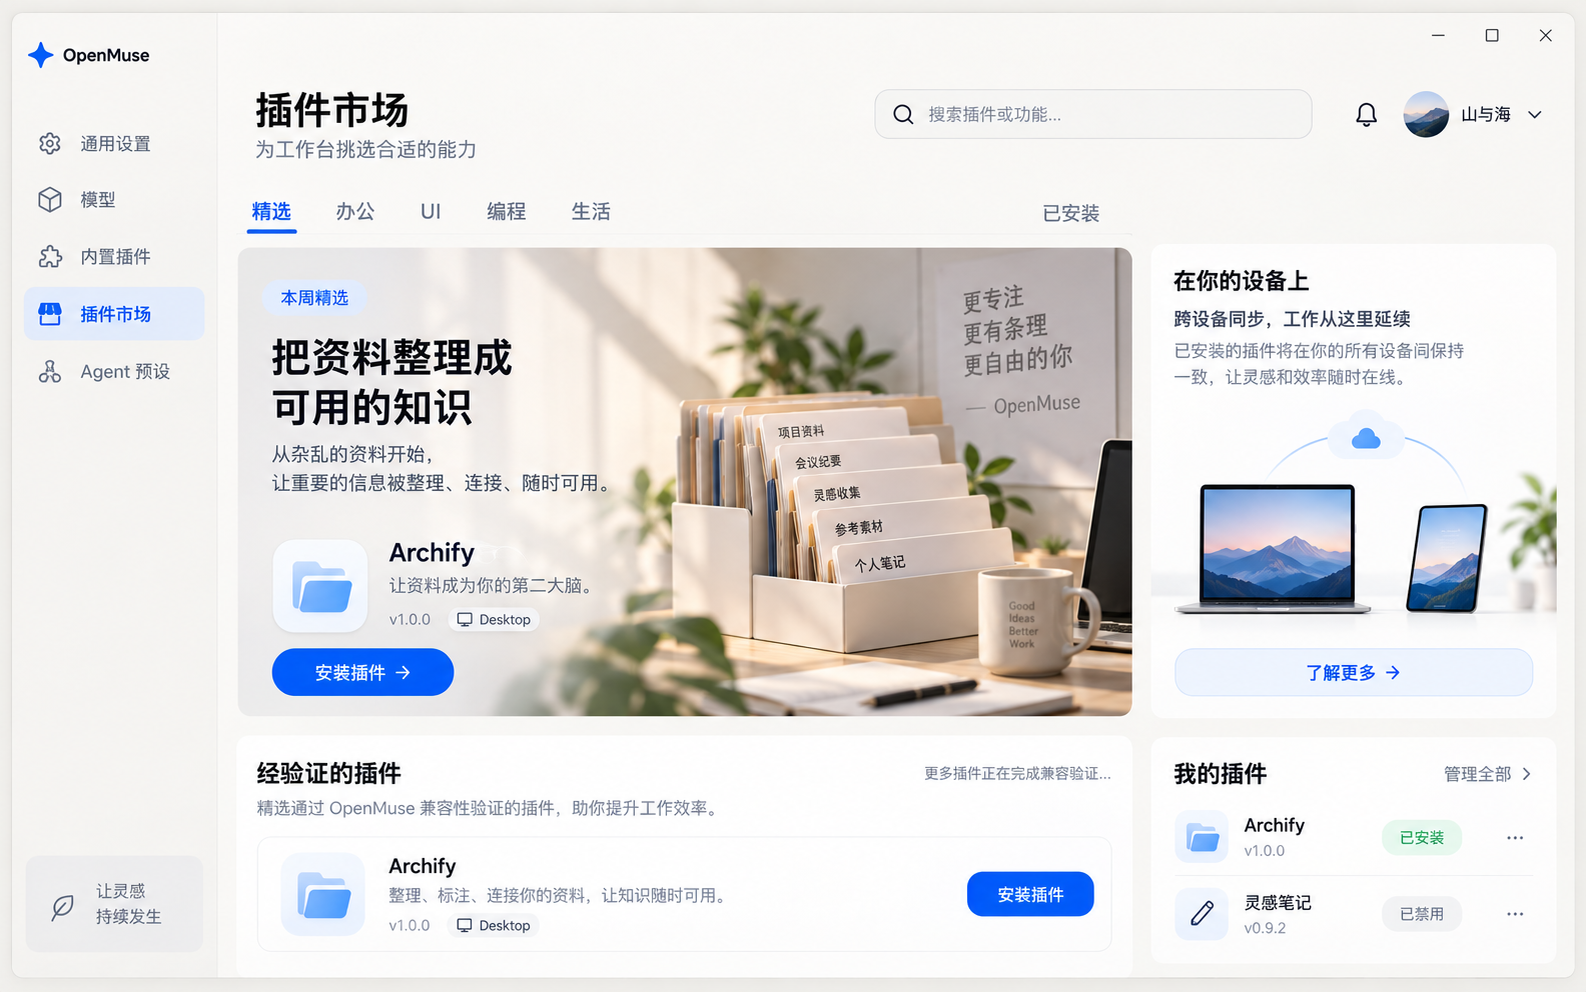 OpenMuse
通用设置
模型
内置插件
插件市场
Agent 预设
让灵感
持续发生
插件市场
为工作台挑选合适的能力
搜索插件或功能...
山与海
精选
办公
UI
编程
生活
已安装
本周精选
把资料整理成
可用的知识
从杂乱的资料开始，
让重要的信息被整理、连接、随时可用。
Archify
让资料成为你的第二大脑。
v1.0.0
Desktop
安装插件 →
更专注
更有条理
更自由的你
— OpenMuse
项目资料
会议纪要
灵感收集
参考素材
个人笔记
Good
Ideas
Better
Work
在你的设备上
跨设备同步，工作从这里延续
已安装的插件将在你的所有设备间保持
一致，让灵感和效率随时在线。
了解更多 →
经验证的插件
更多插件正在完成兼容验证...
精选通过 OpenMuse 兼容性验证的插件，助你提升工作效率。
Archify
整理、标注、连接你的资料，让知识随时可用。
v1.0.0
Desktop
安装插件
我的插件
管理全部
Archify
v1.0.0
已安装
灵感笔记
v0.9.2
已禁用